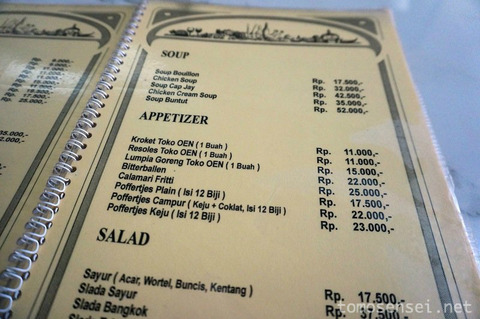 SOUP
Soup Bouillon Rp. 17.500,-
Chicken Soup Rp. 32.000,-
Soup Cap Jay Rp. 42.500,-
Chicken Cream Soup Rp. 35.000,-
Soup Buntut Rp. 52.000,-
APPETIZER
Kroket Toko OEN ( 1 Buah ) Rp. 11.000,-
Resoles Toko OEN ( 1 Buah ) Rp. 11.000,-
Lumpia Goreng Toko OEN ( 1 Buah ) Rp. 15.000,-
Bitterballen Rp. 22.000,-
Calamari Fritti Rp. 25.000,-
Poffertjes Plain ( Isi 12 Biji ) Rp. 17.500,-
Poffertjes Campur ( Keju + Coklat, Isi 12 Biji ) Rp. 22.000,-
Poffertjes Keju ( Isi 12 Biji ) Rp. 23.000,-
SALAD
Sayur ( Acar, Wortel, Buncis, Kentang ) Rp. 17.500,-
Slada Sayur
Slada Bangkok
tomosensei.net